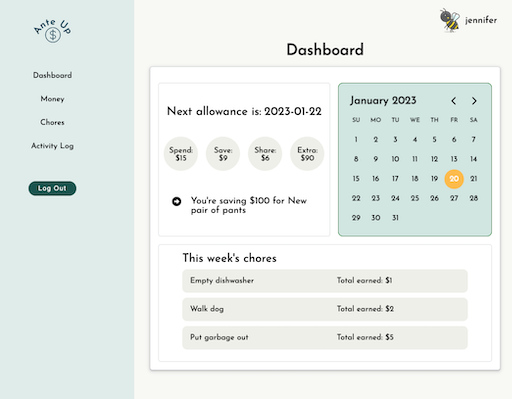 Ante Up
$
jennifer
Dashboard
Money
Chores
Activity Log
Log Out
Dashboard
Next allowance is: 2023-01-22
Spend: Save: Share: Extra:
$15 $9 $6 $90
You're saving $100 for New
pair of pants
January 2023
SU MO TU WE TH FR SA
1 2 3 4 5 6 7
8 9 10 11 12 13 14
15 16 17 18 19 20 21
22 23 24 25 26 27 28
29 30 31
This week's chores
Empty dishwasher Total earned: $1
Walk dog Total earned: $2
Put garbage out Total earned: $5